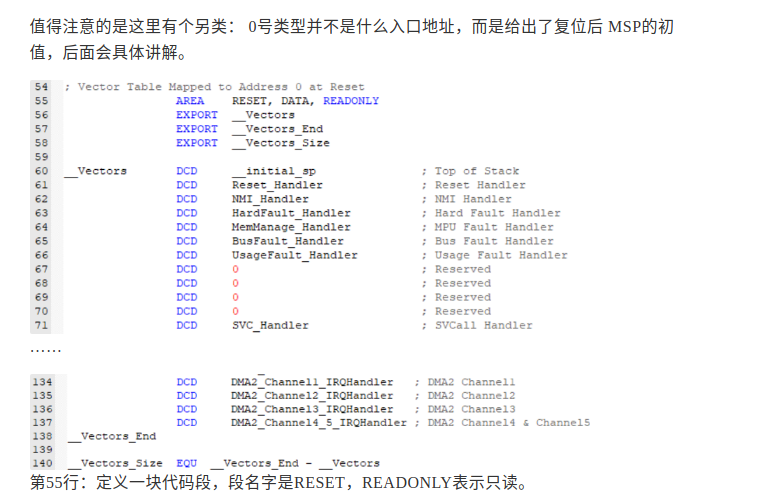 值得注意的是这里有个另类： 0号类型并不是什么入口地址，而是给出了复位后 MSP的初
值，后面会具体讲解。
54 ; Vector Table Mapped to Address 0 at Reset
55 AREA RESET, DATA, READONLY
56 EXPORT __Vectors
57 EXPORT __Vectors_End
58 EXPORT __Vectors_Size
59
60 __Vectors DCD __initial_sp ; Top of Stack
61 DCD Reset_Handler ; Reset Handler
62 DCD NMI_Handler ; NMI Handler
63 DCD HardFault_Handler ; Hard Fault Handler
64 DCD MemManage_Handler ; MPU Fault Handler
65 DCD BusFault_Handler ; Bus Fault Handler
66 DCD UsageFault_Handler ; Usage Fault Handler
67 DCD 0 ; Reserved
68 DCD 0 ; Reserved
69 DCD 0 ; Reserved
70 DCD 0 ; Reserved
71 DCD SVC_Handler ; SVCall Handler
......
134 DCD DMA2_Channel1_IRQHandler ; DMA2 Channel1
135 DCD DMA2_Channel2_IRQHandler ; DMA2 Channel2
136 DCD DMA2_Channel3_IRQHandler ; DMA2 Channel3
137 DCD DMA2_Channel4_5_IRQHandler ; DMA2 Channel4 & Channel5
138 __Vectors_End
139
140 __Vectors_Size EQU __Vectors_End - __Vectors
第55行：定义一块代码段，段名字是RESET，READONLY表示只读。